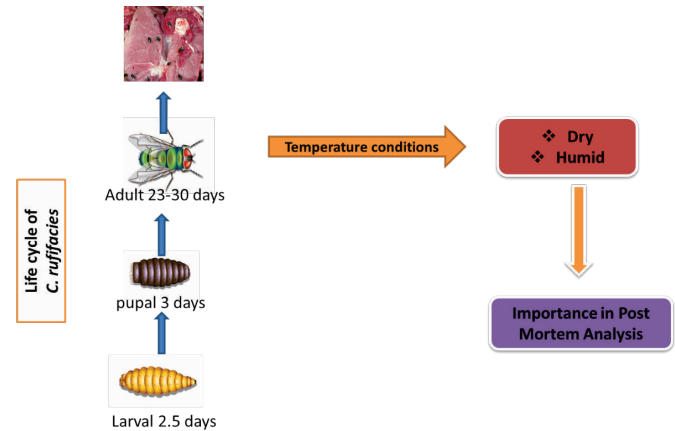 Life cycle of
C. rufifacies
Adult 23-30 days
pupal 3 days
Larval 2.5 days
Temperature conditions
❖ Dry
❖ Humid
Importance in Post
Mortem Analysis